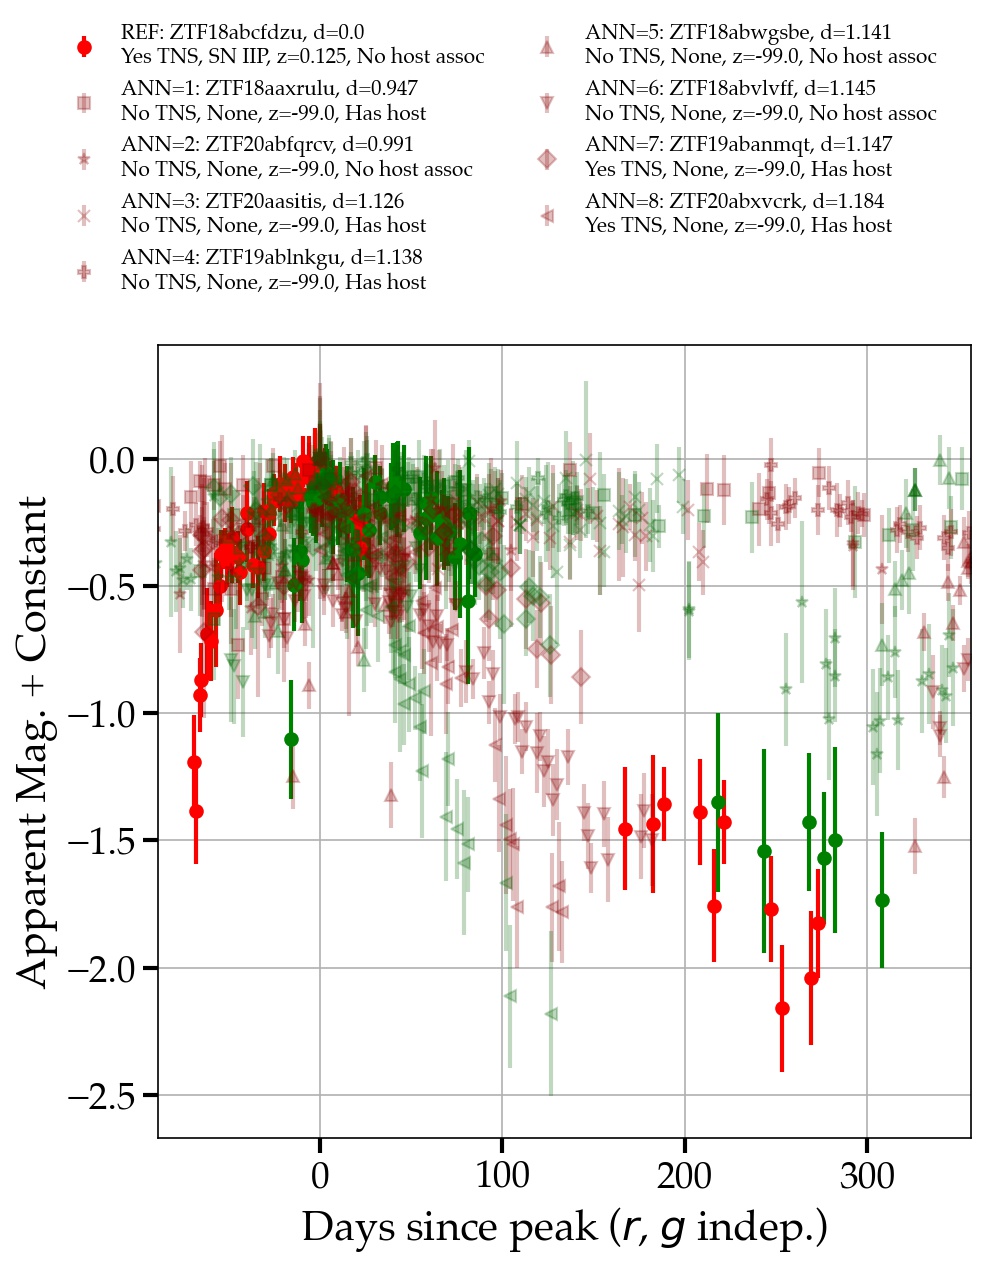 REF: ZTF18abcfdzu, d=0.0
Yes TNS, SN IIP, z=0.125, No host assoc
ANN=1: ZTF18aaxrulu, d=0.947
No TNS, None, z=-99.0, Has host
ANN=2: ZTF20abfqrcv, d=0.991
No TNS, None, z=-99.0, No host assoc
ANN=3: ZTF20aasitis, d=1.126
No TNS, None, z=-99.0, Has host
ANN=4: ZTF19ablnkgu, d=1.138
No TNS, None, z=-99.0, Has host
ANN=5: ZTF18abwgsbe, d=1.141
No TNS, None, z=-99.0, No host assoc
ANN=6: ZTF18abvlvff, d=1.145
No TNS, None, z=-99.0, No host assoc
ANN=7: ZTF19abanmqt, d=1.147
Yes TNS, None, z=-99.0, Has host
ANN=8: ZTF20abxvcrk, d=1.184
Yes TNS, None, z=-99.0, Has host
Apparent Mag. + Constant
0.0
−0.5
−1.0
−1.5
−2.0
−2.5
0 100 200 300
Days since peak (r, g indep.)